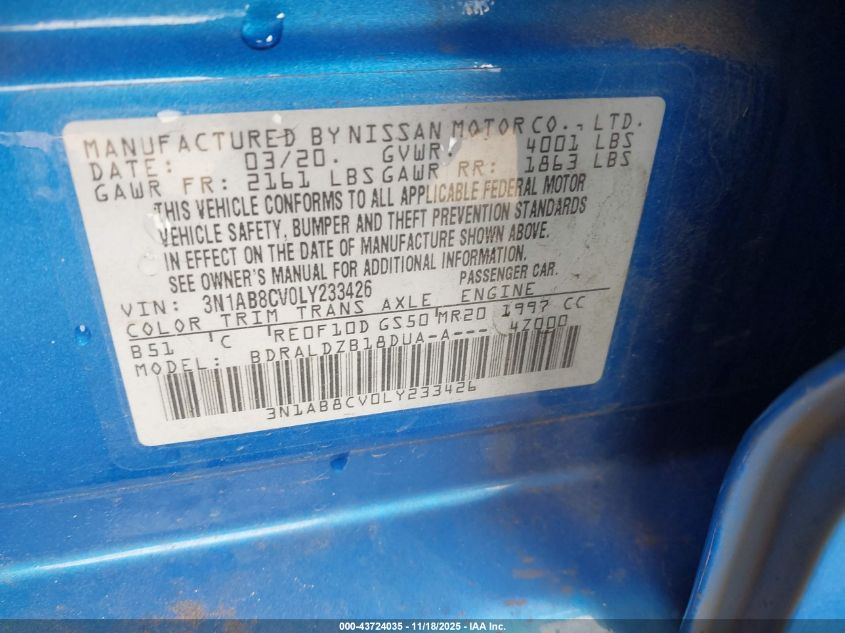 MANUFACTURED BY NISSAN MOTOR CO., LTD.
DATE: 03/20. GVWR: 4001 LBS
GAWR FR: 2161 LBS GAWR RR: 1863 LBS
THIS VEHICLE CONFORMS TO ALL APPLICABLE FEDERAL MOTOR
VEHICLE SAFETY, BUMPER AND THEFT PREVENTION STANDARDS
IN EFFECT ON THE DATE OF MANUFACTURE SHOWN ABOVE.
SEE OWNER'S MANUAL FOR ADDITIONAL INFORMATION.
VIN: 3N1AB8CV0LY233426 PASSENGER CAR.
COLOR TRIM TRANS AXLE ENGINE
B51 C RE0F10D GS50 MR20 1997 CC
MODEL: BDRALDZB18DUA-A--- 4Z000
3N1AB8CV0LY233426
000-43724035 - 11/18/2025 - IAA Inc.